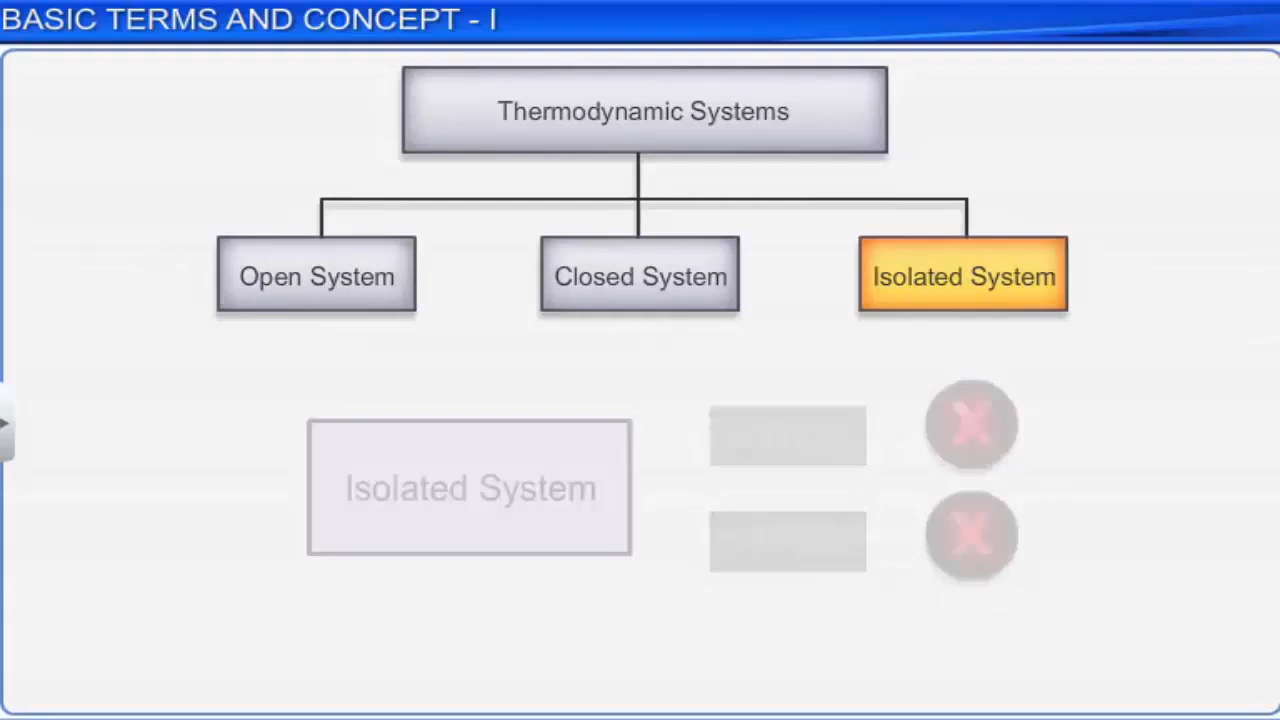 BASIC TERMS AND CONCEPT - I
Thermodynamic Systems
Open System
Closed System
Isolated System
Isolated System